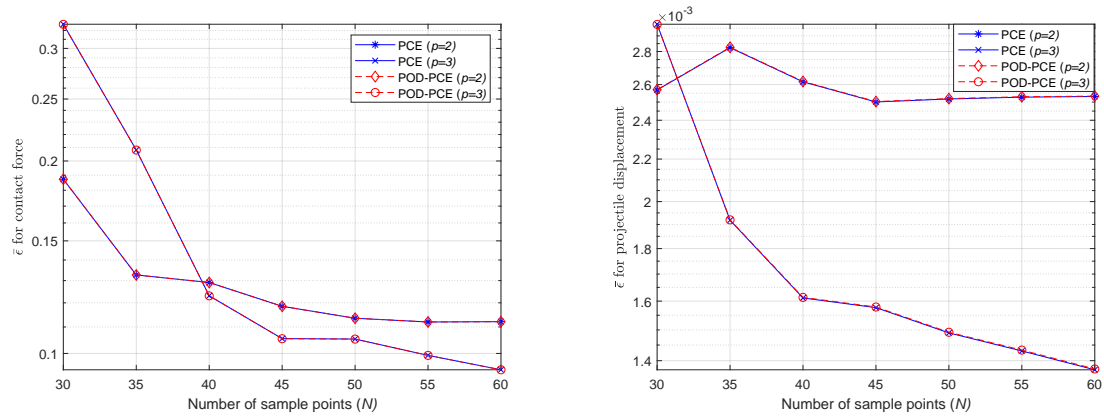 0.3
0.25
0.2
0.15
0.1
ε̄ for contact force
30 35 40 45 50 55 60
Number of sample points (N)
PCE (p=2)
PCE (p=3)
POD-PCE (p=2)
POD-PCE (p=3)
×10⁻³
2.8
2.6
2.4
2.2
2
1.8
1.6
1.4
ε̄ for projectile displacement
30 35 40 45 50 55 60
Number of sample points (N)
PCE (p=2)
PCE (p=3)
POD-PCE (p=2)
POD-PCE (p=3)